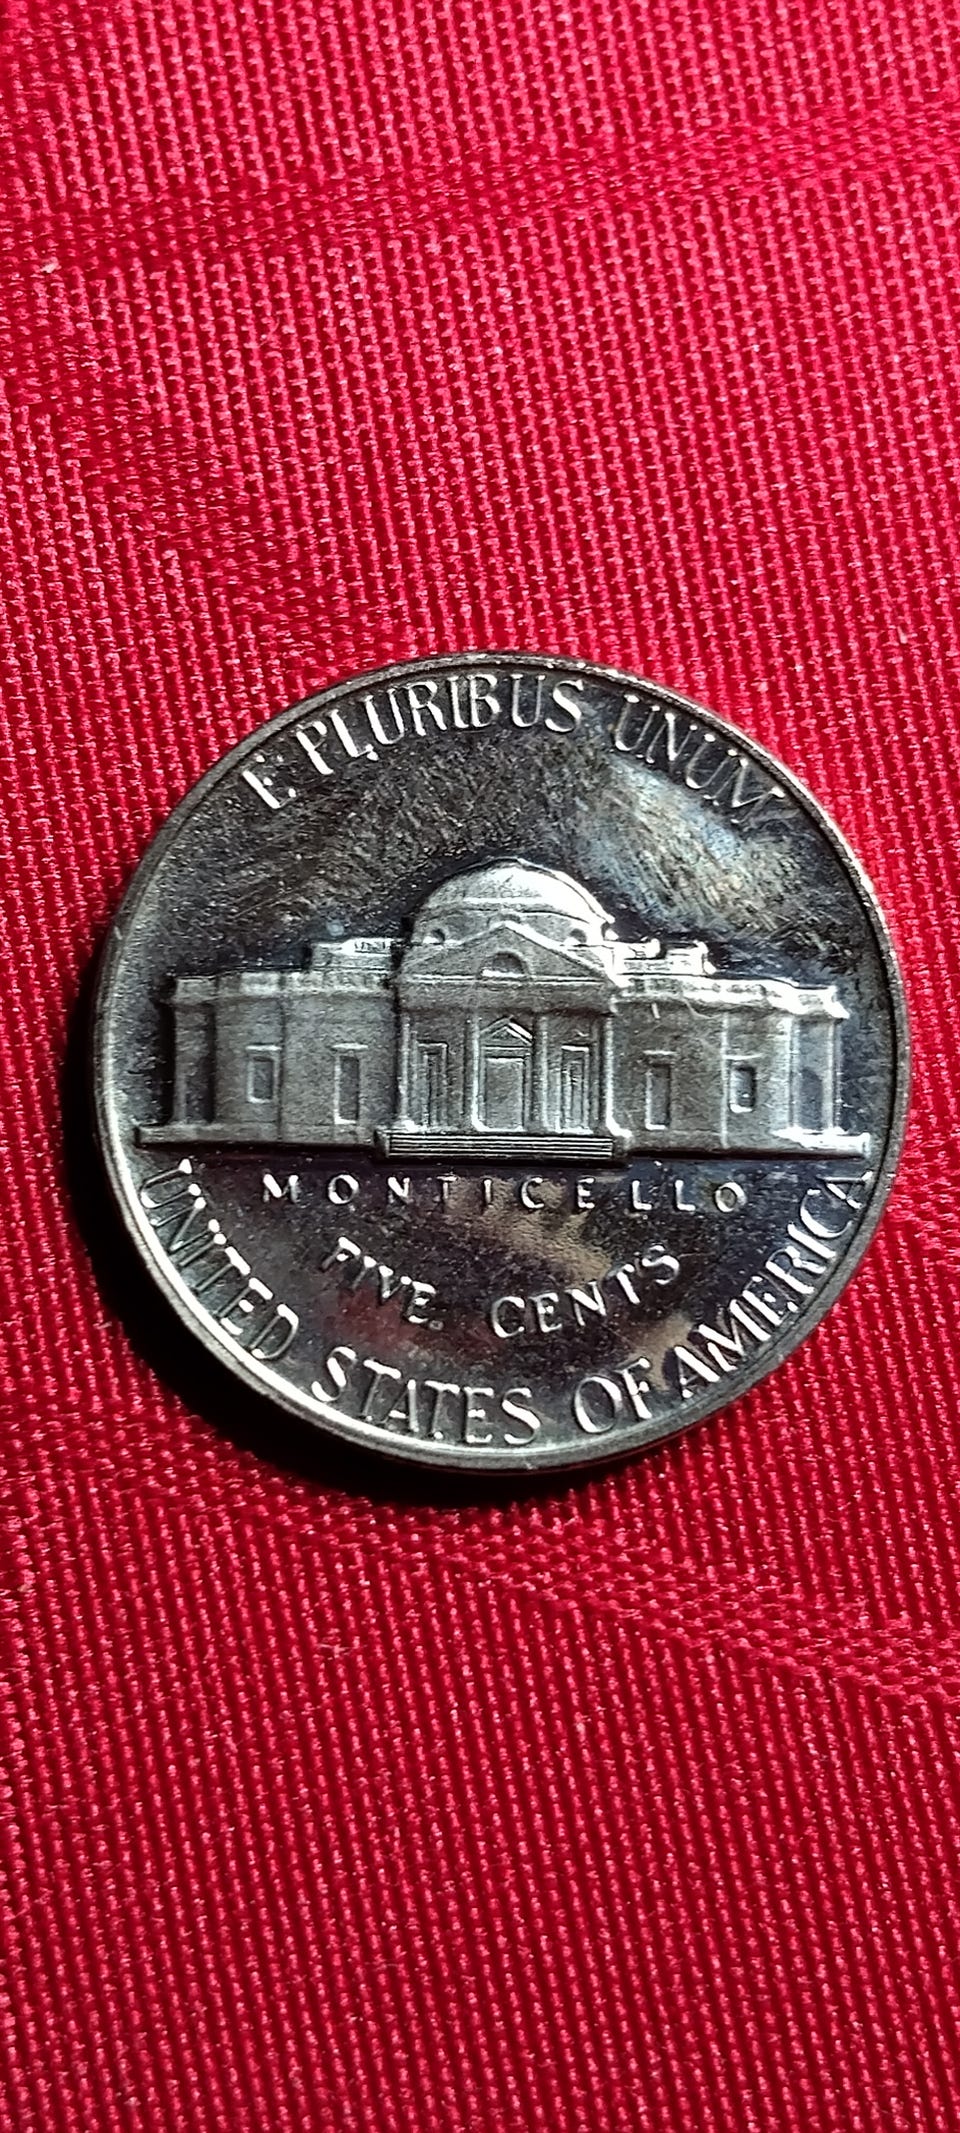 E PLURIBUS UNUM
MONTICELLO
FIVE CENTS
UNITED STATES OF AMERICA